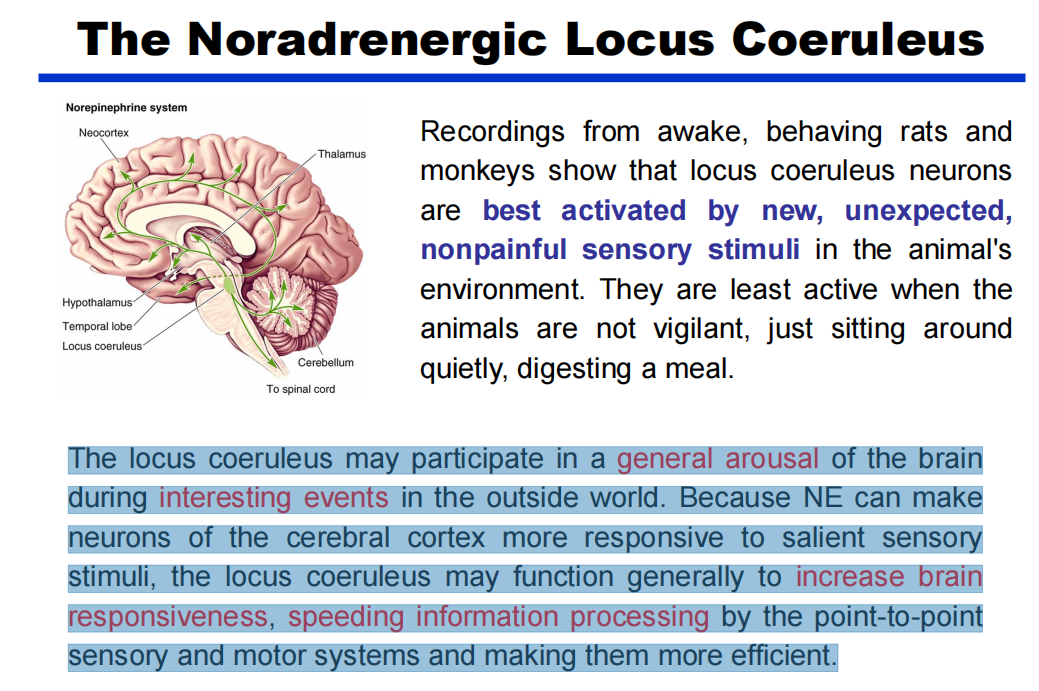 The Noradrenergic Locus Coeruleus
Norepinephrine system
Neocortex
Thalamus
Hypothalamus
Temporal lobe
Locus coeruleus
Cerebellum
To spinal cord
Recordings from awake, behaving rats and
monkeys show that locus coeruleus neurons
are best activated by new, unexpected,
nonpainful sensory stimuli in the animal's
environment. They are least active when the
animals are not vigilant, just sitting around
quietly, digesting a meal.
The locus coeruleus may participate in a general arousal of the brain
during interesting events in the outside world. Because NE can make
neurons of the cerebral cortex more responsive to salient sensory
stimuli, the locus coeruleus may function generally to increase brain
responsiveness, speeding information processing by the point-to-point
sensory and motor systems and making them more efficient.